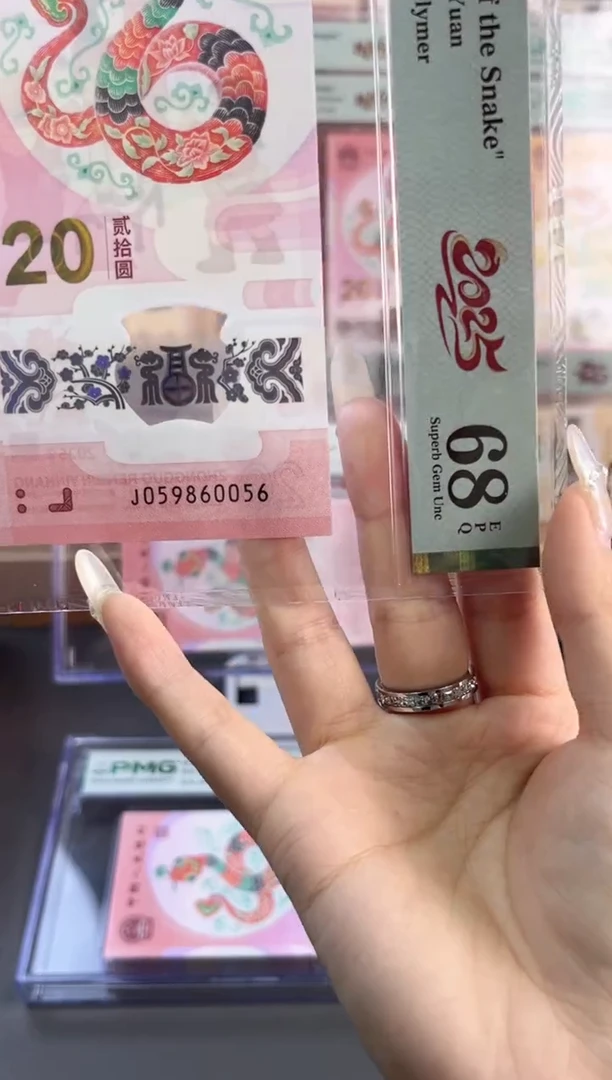 20
贰拾圆
J059860056
f the Snake"
Yuan
lymer
2025
68 EPQ
Superb Gem Unc
PMG